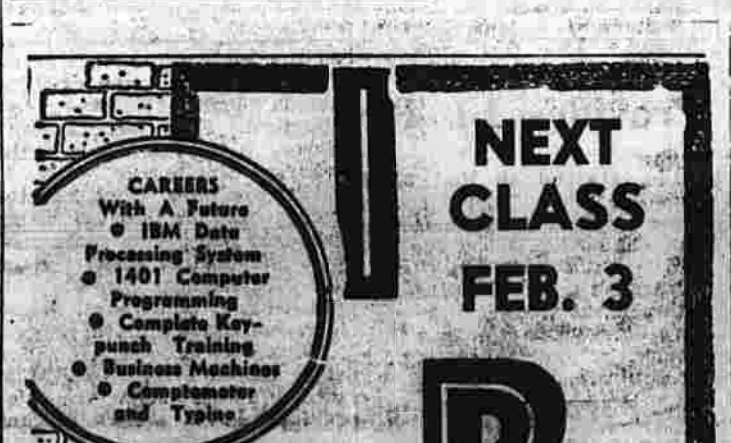 CAREERS
With A Future
● IBM Data
Processing System
● 1401 Computer
Programming
● Complete Key-
punch Training
● Business Machines
● Comptometer
and Typing
NEXT
CLASS
FEB. 3